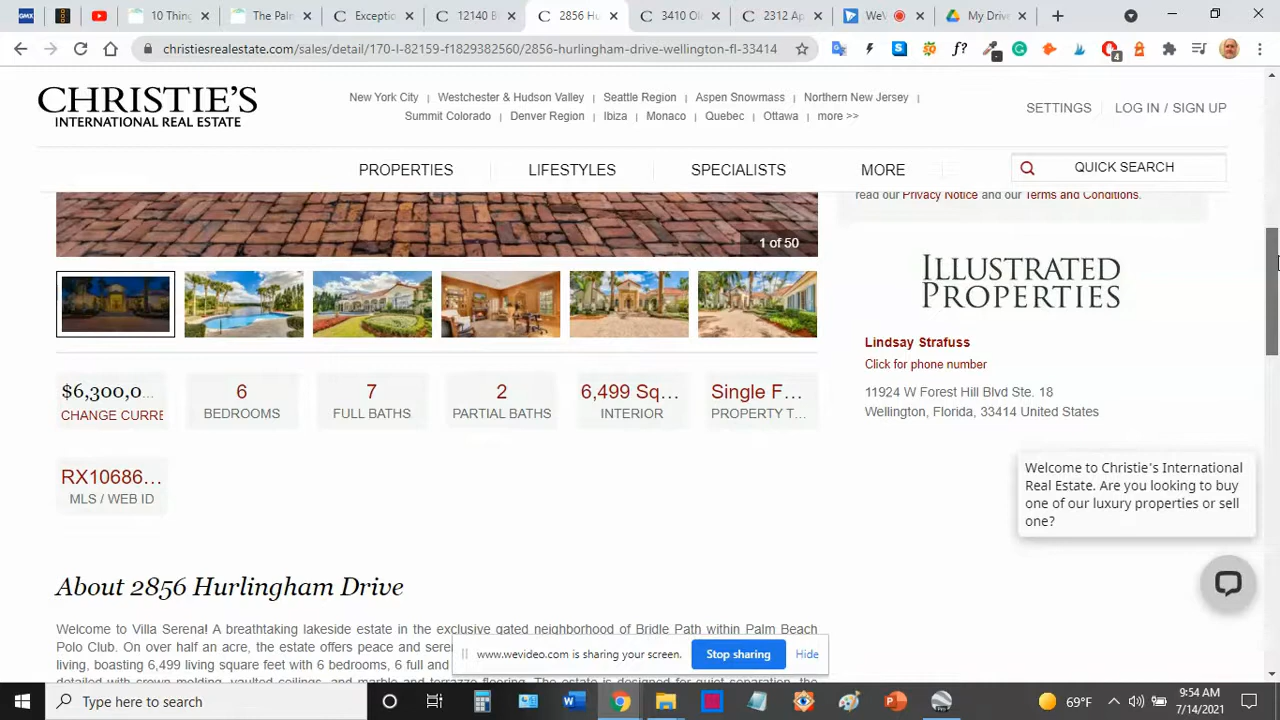 GMX
10 Thing
The Palm
Exceptio
12140 B
2856 Hu
3410 Ol
2312 Ap
WeV
My Drive
christiesrealestate.com/sales/detail/170-l-82159-f1829382560/2856-hurlingham-drive-wellington-fl-33414
CHRISTIE'S
INTERNATIONAL REAL ESTATE
New York City | Westchester & Hudson Valley | Seattle Region | Aspen Snowmass | Northern New Jersey |
Summit Colorado | Denver Region | Ibiza | Monaco | Quebec | Ottawa | more >>
SETTINGS LOG IN / SIGN UP
PROPERTIES LIFESTYLES SPECIALISTS MORE QUICK SEARCH
read our Privacy Notice and our Terms and Conditions.
1 of 50
ILLUSTRATED
PROPERTIES
Lindsay Strafuss
Click for phone number
11924 W Forest Hill Blvd Ste. 18
Wellington, Florida, 33414 United States
$6,300,0... 6 7 2 6,499 Sq... Single F...
CHANGE CURRE BEDROOMS FULL BATHS PARTIAL BATHS INTERIOR PROPERTY T...
RX10686...
MLS / WEB ID
Welcome to Christie's International
Real Estate. Are you looking to buy
one of our luxury properties or sell
one?
About 2856 Hurlingham Drive
Welcome to Villa Serena! A breathtaking lakeside estate in the exclusive gated neighborhood of Bridle Path within Palm Beach
Polo Club. On over half an acre, the estate offers peace and
living, boasting 6,499 living square feet with 6 bedrooms, 6 full and
www.wevideo.com is sharing your screen. Stop sharing Hide
Type here to search
69°F
9:54 AM
7/14/2021